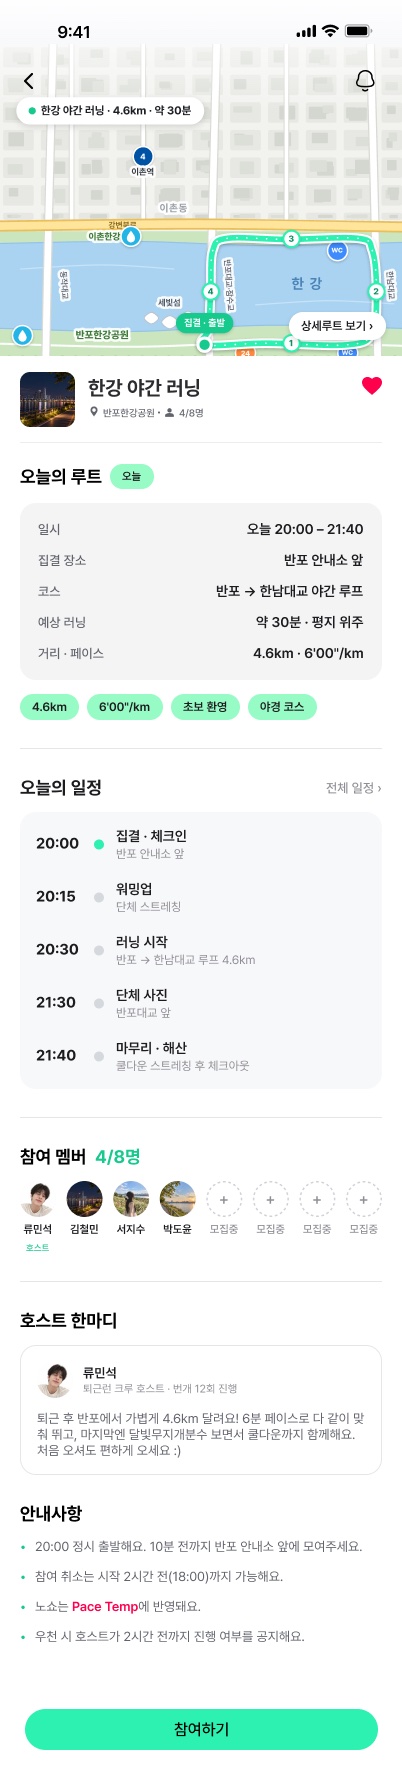 9:41
한강 야간 러닝 · 4.6km · 약 30분
4
이촌역
이촌동
강변북로
이촌한강
3
WC
동작대교
반포대교·잠수교
한강
한남대교
4
2
세빛섬
집결 · 출발
상세루트 보기 ›
반포한강공원
1
24
WC
한강 야간 러닝
반포한강공원 • 4/8명
오늘의 루트 오늘
일시 오늘 20:00 – 21:40
집결 장소 반포 안내소 앞
코스 반포 → 한남대교 야간 루프
예상 러닝 약 30분 · 평지 위주
거리 · 페이스 4.6km · 6'00"/km
4.6km 6'00"/km 초보 환영 야경 코스
오늘의 일정 전체 일정 ›
20:00 집결 · 체크인
반포 안내소 앞
20:15 워밍업
단체 스트레칭
20:30 러닝 시작
반포 → 한남대교 루프 4.6km
21:30 단체 사진
반포대교 앞
21:40 마무리 · 해산
쿨다운 스트레칭 후 체크아웃
참여 멤버 4/8명
+ + + +
류민석 김철민 서지수 박도윤 모집중 모집중 모집중 모집중
호스트
호스트 한마디
류민석
퇴근런 크루 호스트 · 번개 12회 진행
퇴근 후 반포에서 가볍게 4.6km 달려요! 6분 페이스로 다 같이 맞
춰 뛰고, 마지막엔 달빛무지개분수 보면서 쿨다운까지 함께해요.
처음 오셔도 편하게 오세요 :)
안내사항
• 20:00 정시 출발해요. 10분 전까지 반포 안내소 앞에 모여주세요.
• 참여 취소는 시작 2시간 전(18:00)까지 가능해요.
• 노쇼는 Pace Temp에 반영돼요.
• 우천 시 호스트가 2시간 전까지 진행 여부를 공지해요.
참여하기